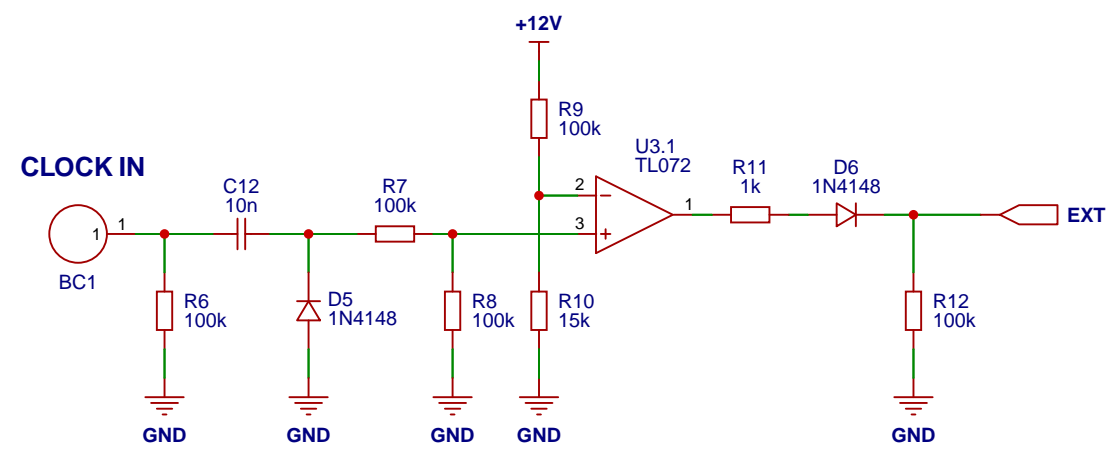 +12V
R9
100k
U3.1
TL072
CLOCK IN
C12
10n
R7
100k
2
3
1
R11
1k
D6
1N4148
1
1
EXT
BC1
R6
100k
D5
1N4148
R8
100k
R10
15k
R12
100k
GND
GND
GND
GND
GND